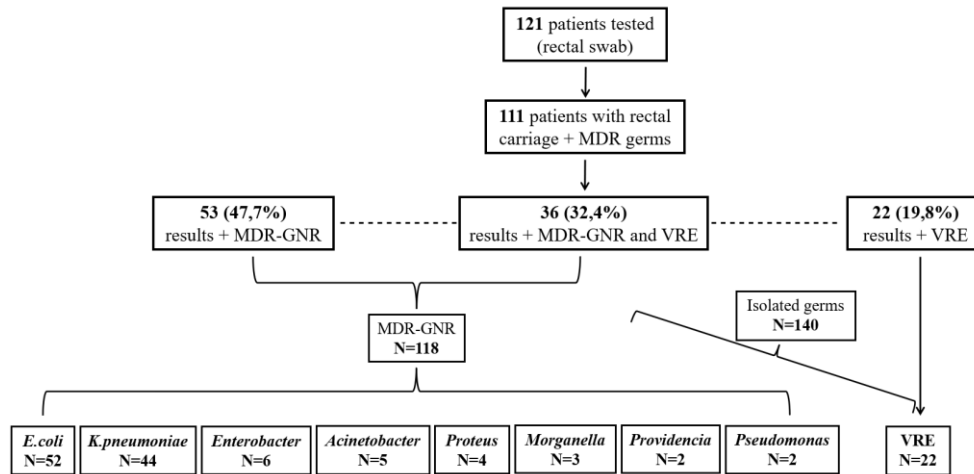 121 patients tested
(rectal swab)
111 patients with rectal
carriage + MDR germs
53 (47,7%)
results + MDR-GNR
36 (32,4%)
results + MDR-GNR and VRE
22 (19,8%)
results + VRE
Isolated germs
N=140
MDR-GNR
N=118
E.coli
N=52
K.pneumoniae
N=44
Enterobacter
N=6
Acinetobacter
N=5
Proteus
N=4
Morganella
N=3
Providencia
N=2
Pseudomonas
N=2
VRE
N=22